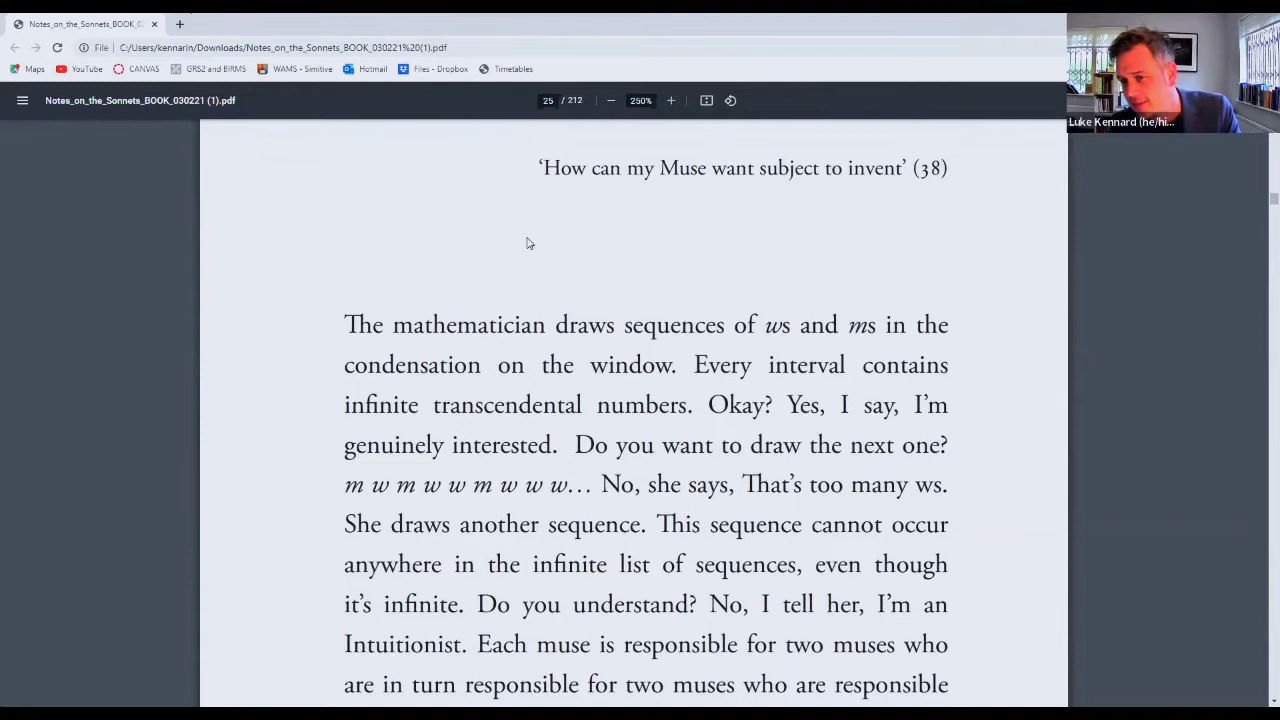 Notes_on_the_Sonnets_BOOK_03
File
C:/Users/kennarln/Downloads/Notes_on_the_Sonnets_BOOK_030221%20(1).pdf
Maps YouTube CANVAS GRS2 and BIRMS WAMS - Simitive Hotmail Files - Dropbox Timetables
Notes_on_the_Sonnets_BOOK_030221 (1).pdf
25 / 212 — 250% +
Luke Kennard (he/hi...
‘How can my Muse want subject to invent’ (38)
The mathematician draws sequences of ws and ms in the
condensation on the window. Every interval contains
infinite transcendental numbers. Okay? Yes, I say, I’m
genuinely interested. Do you want to draw the next one?
m w m w w m w w w… No, she says, That’s too many ws.
She draws another sequence. This sequence cannot occur
anywhere in the infinite list of sequences, even though
it’s infinite. Do you understand? No, I tell her, I’m an
Intuitionist. Each muse is responsible for two muses who
are in turn responsible for two muses who are responsible